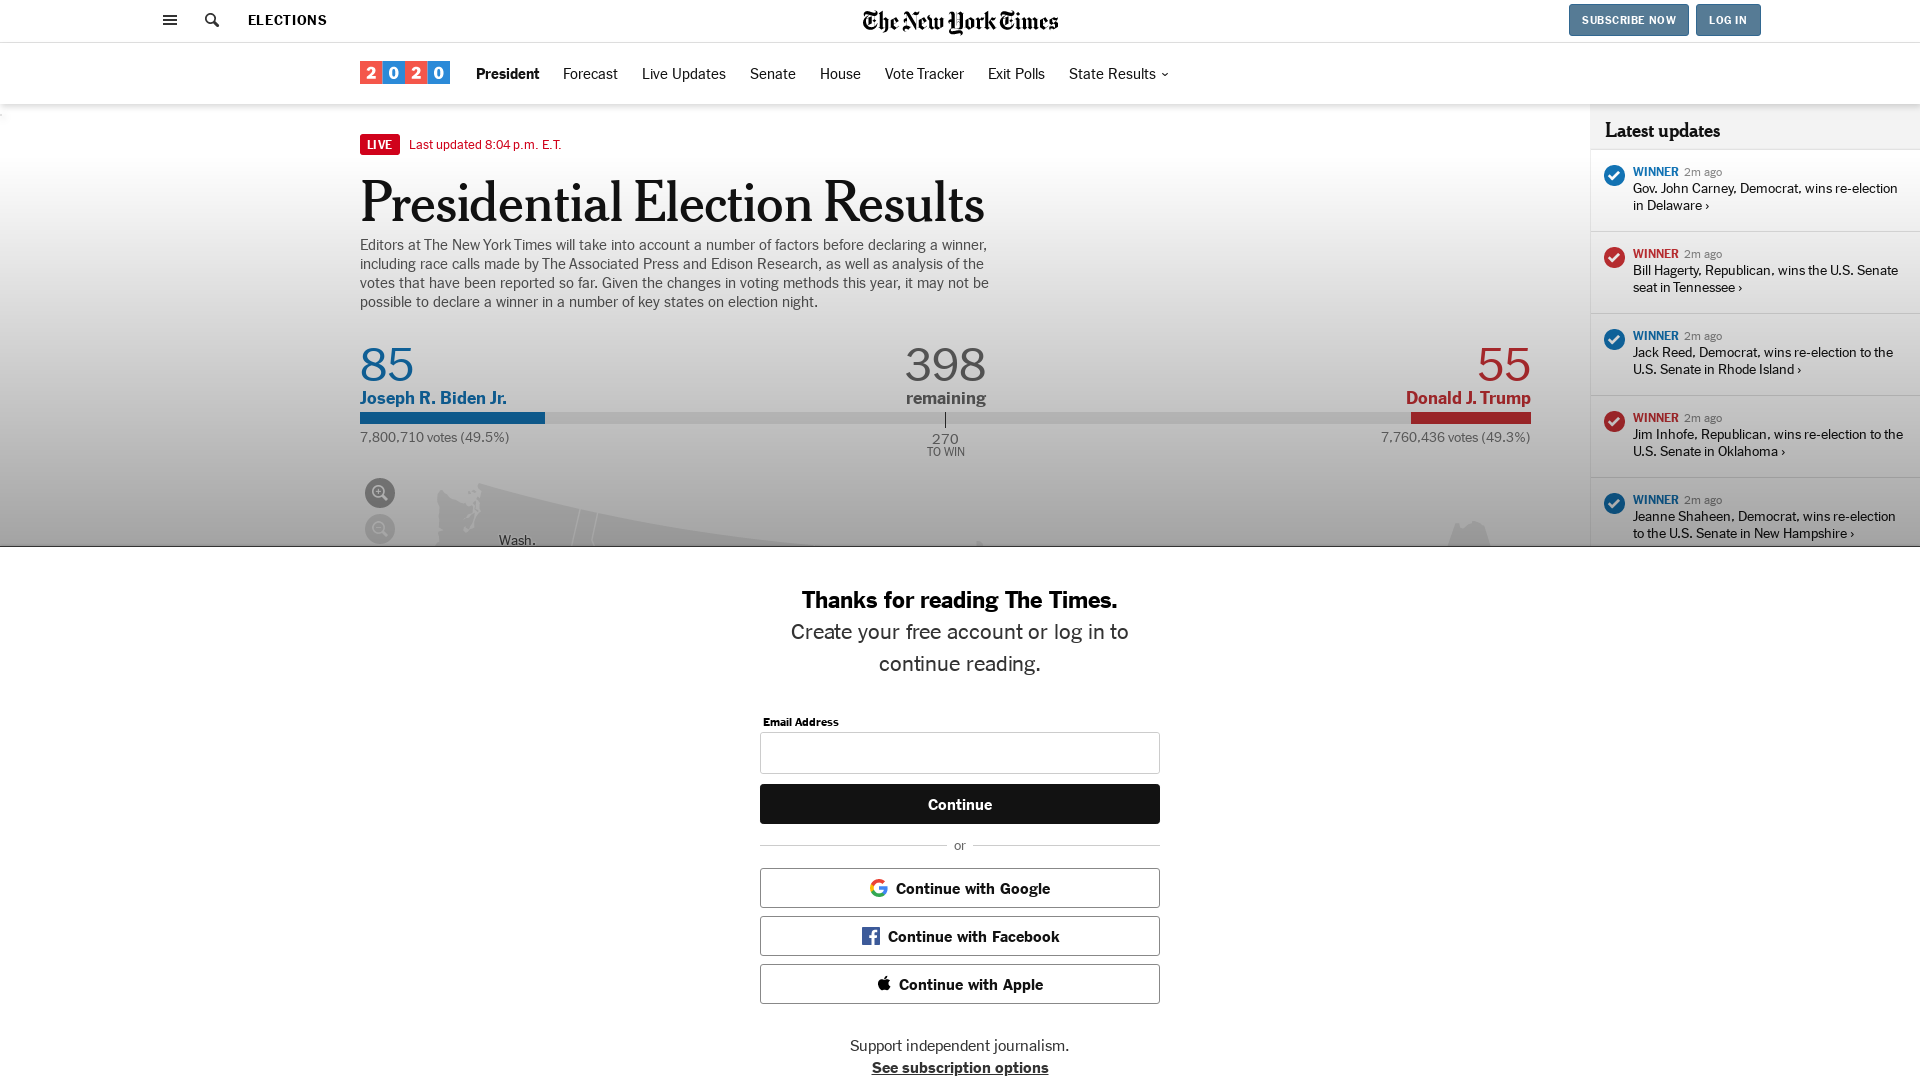 ELECTIONS
The New York Times
SUBSCRIBE NOW
LOG IN
2020
President
Forecast
Live Updates
Senate
House
Vote Tracker
Exit Polls
State Results
LIVE
Last updated 8:04 p.m. E.T.
Presidential Election Results
Editors at The New York Times will take into account a number of factors before declaring a winner,
including race calls made by The Associated Press and Edison Research, as well as analysis of the
votes that have been reported so far. Given the changes in voting methods this year, it may not be
possible to declare a winner in a number of key states on election night.
85
398
55
Joseph R. Biden Jr.
remaining
Donald J. Trump
7,800,710 votes (49.5%)
270
TO WIN
7,760,436 votes (49.3%)
Wash.
Latest updates
WINNER 2m ago
Gov. John Carney, Democrat, wins re-election
in Delaware ›
WINNER 2m ago
Bill Hagerty, Republican, wins the U.S. Senate
seat in Tennessee ›
WINNER 2m ago
Jack Reed, Democrat, wins re-election to the
U.S. Senate in Rhode Island ›
WINNER 2m ago
Jim Inhofe, Republican, wins re-election to the
U.S. Senate in Oklahoma ›
WINNER 2m ago
Jeanne Shaheen, Democrat, wins re-election
to the U.S. Senate in New Hampshire ›
Thanks for reading The Times.
Create your free account or log in to
continue reading.
Email Address
Continue
or
Continue with Google
Continue with Facebook
Continue with Apple
Support independent journalism.
See subscription options